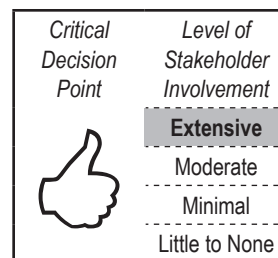 Critical
Decision
Point
Level of
Stakeholder
Involvement
Extensive
Moderate
Minimal
Little to None